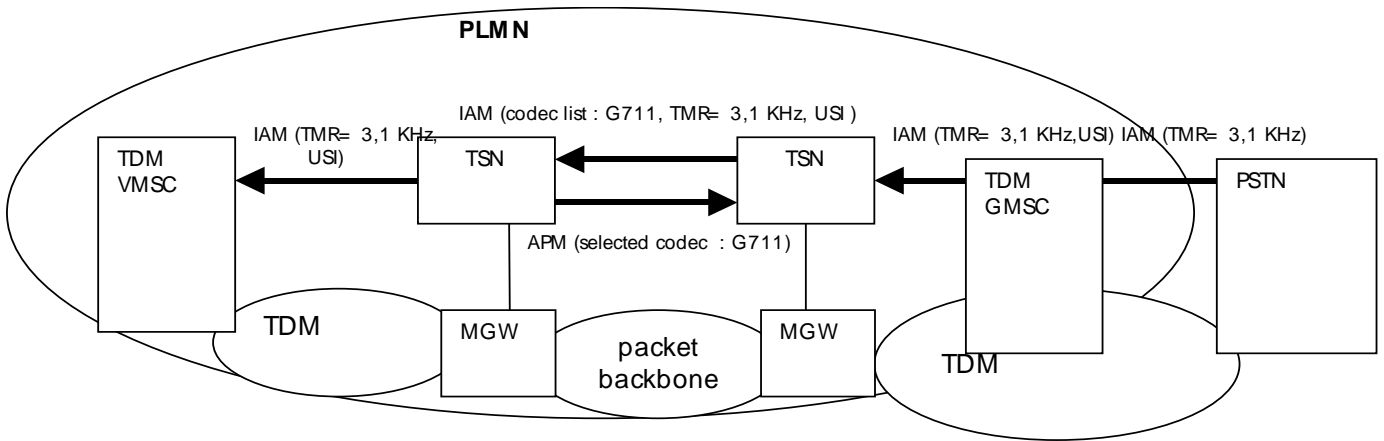 PLMN
IAM (codec list : G711, TMR= 3,1 KHz, USI )
IAM (TMR= 3,1 KHz,
USI)
IAM (TMR= 3,1 KHz,USI) IAM (TMR= 3,1 KHz)
TDM
VMSC
TSN
TSN
TDM
GMSC
PSTN
APM (selected codec : G711)
TDM
MGW
packet
backbone
MGW
TDM